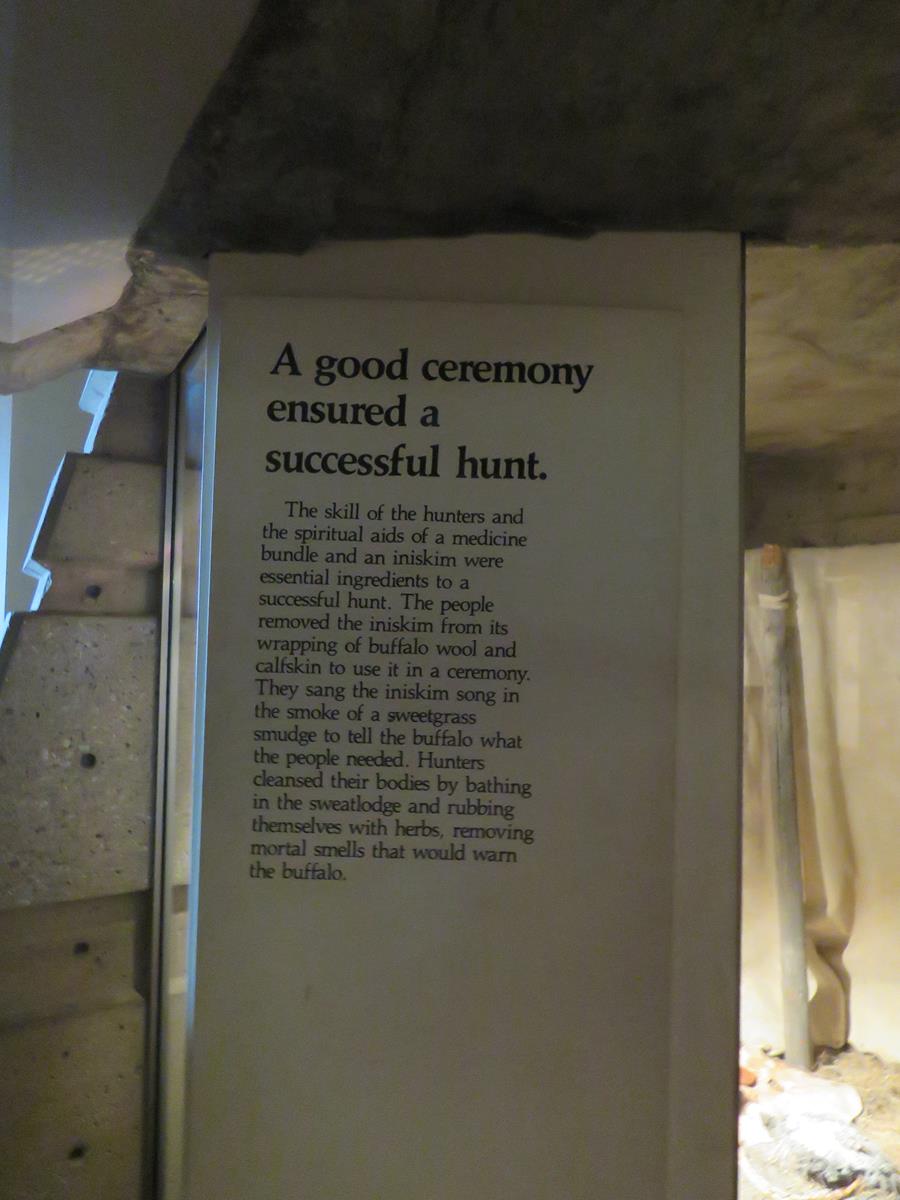 A good ceremony
ensured a
successful hunt.
The skill of the hunters and
the spiritual aids of a medicine
bundle and an iniskim were
essential ingredients to a
successful hunt. The people
removed the iniskim from its
wrapping of buffalo wool and
calfskin to use it in a ceremony.
They sang the iniskim song in
the smoke of a sweetgrass
smudge to tell the buffalo what
the people needed. Hunters
cleansed their bodies by bathing
in the sweatlodge and rubbing
themselves with herbs, removing
mortal smells that would warn
the buffalo.